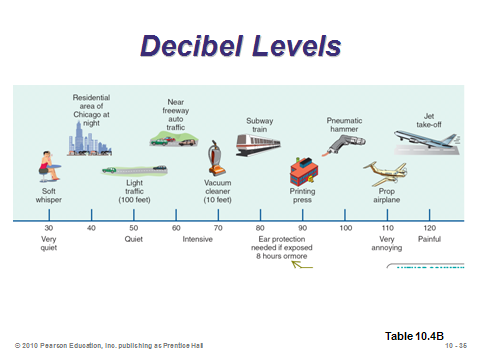 Decibel Levels
Residential
area of
Chicago at
night
Near
freeway
auto
traffic
Subway
train
Pneumatic
hammer
Jet
take-off
Soft
whisper
Light
traffic
(100 feet)
Vacuum
cleaner
(10 feet)
Printing
press
Prop
airplane
30 40 50 60 70 80 90 100 110 120
Very
quiet
Quiet
Intensive
Ear protection
needed if exposed
8 hours ormore
Very
annoying
Painful
Table 10.4B
© 2010 Pearson Education, Inc. publishing as Prentice Hall
10 - 35